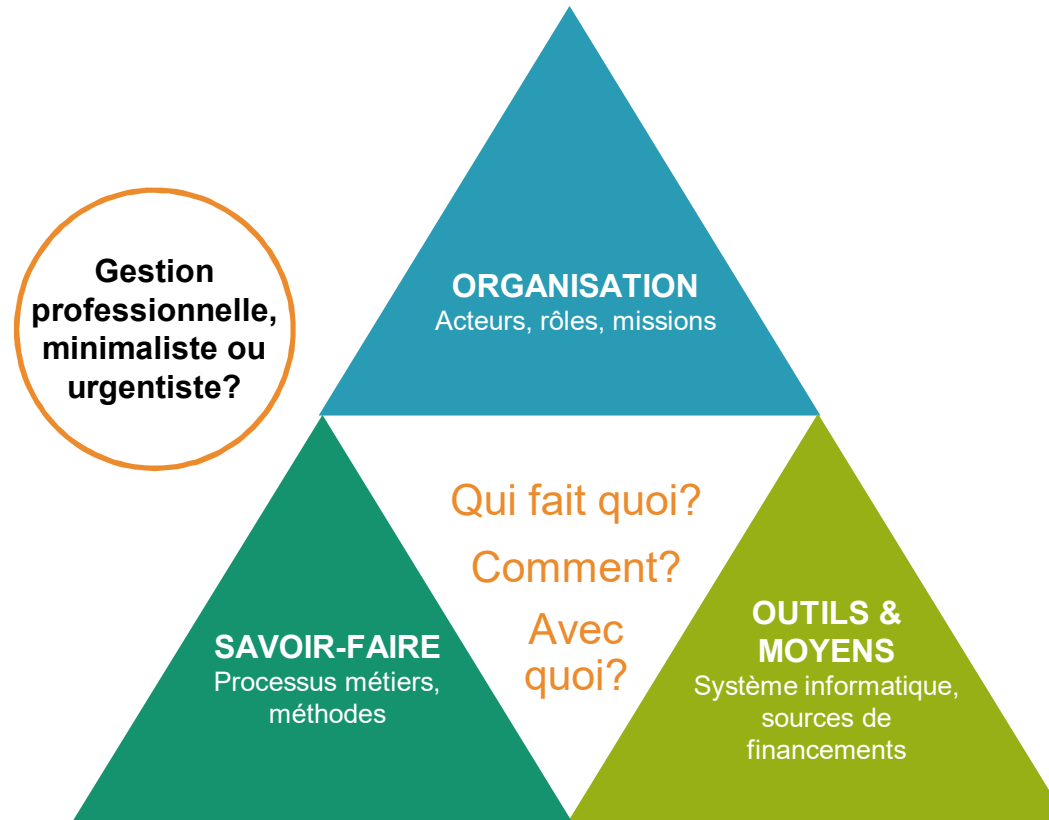 Gestion
professionnelle,
minimaliste ou
urgentiste?
ORGANISATION
Acteurs, rôles, missions
Qui fait quoi?
Comment?
Avec
quoi?
SAVOIR-FAIRE
Processus métiers,
méthodes
OUTILS &
MOYENS
Système informatique,
sources de
financements